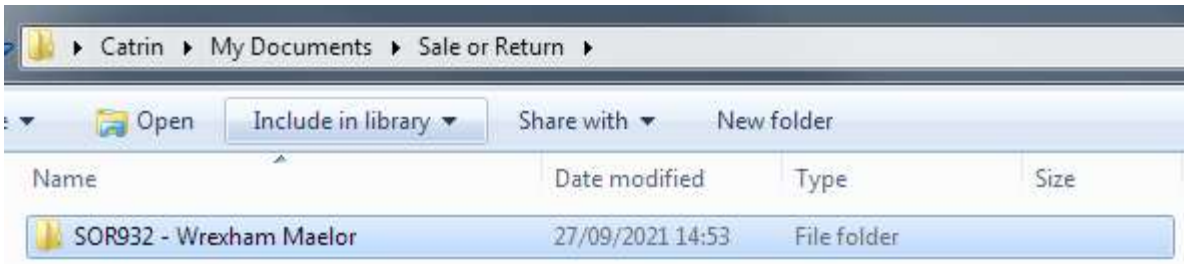 Catrin ▸ My Documents ▸ Sale or Return ▸
Open Include in library ▾ Share with ▾ New folder
Name Date modified Type Size
SOR932 - Wrexham Maelor 27/09/2021 14:53 File folder